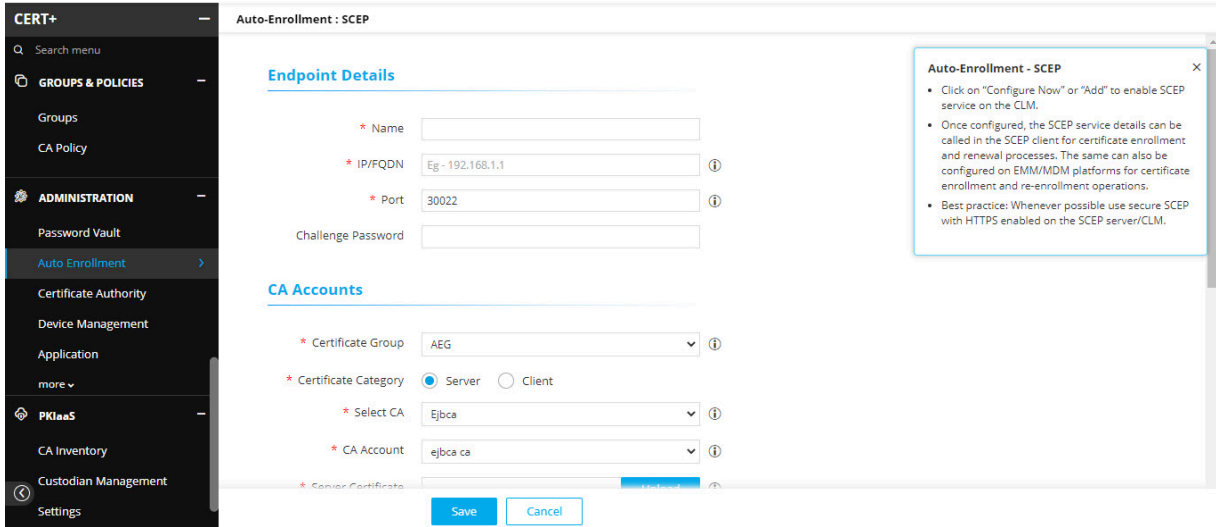 CERT+
Search menu
GROUPS & POLICIES
Groups
CA Policy
ADMINISTRATION
Password Vault
Auto Enrollment
Certificate Authority
Device Management
Application
more
PKIaaS
CA Inventory
Custodian Management
Settings
Auto-Enrollment : SCEP
Endpoint Details
* Name
* IP/FQDN Eg - 192.168.1.1
* Port 30022
Challenge Password
CA Accounts
* Certificate Group AEG
* Certificate Category Server Client
* Select CA Ejbca
* CA Account ejbca ca
* Server Certificate Upload
Save Cancel
Auto-Enrollment - SCEP
• Click on "Configure Now" or "Add" to enable SCEP
service on the CLM.
• Once configured, the SCEP service details can be
called in the SCEP client for certificate enrollment
and renewal processes. The same can also be
configured on EMM/MDM platforms for certificate
enrollment and re-enrollment operations.
• Best practice: Whenever possible use secure SCEP
with HTTPS enabled on the SCEP server/CLM.